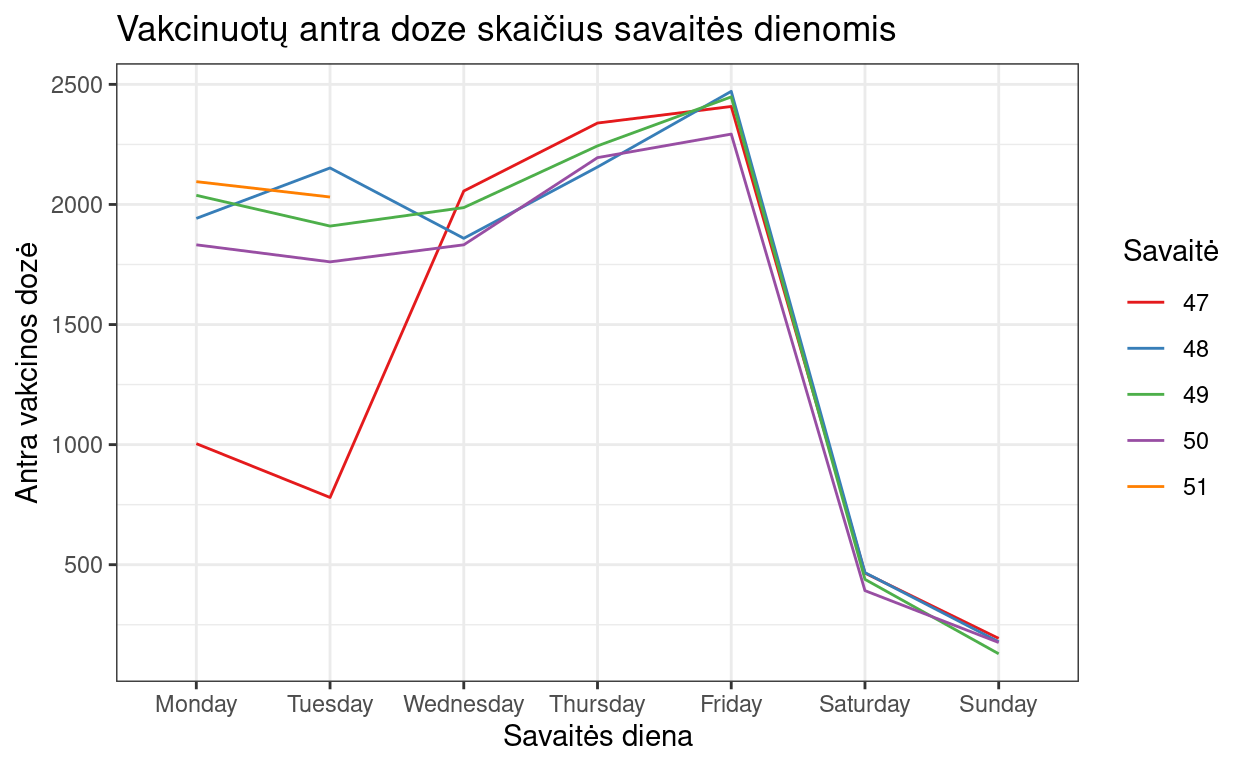 Vakcinuotų antra doze skaičius savaitės dienomis
Antra vakcinos dozė
2500
2000
1500
1000
500
Monday Tuesday Wednesday Thursday Friday Saturday Sunday
Savaitės diena
Savaitė
47
48
49
50
51